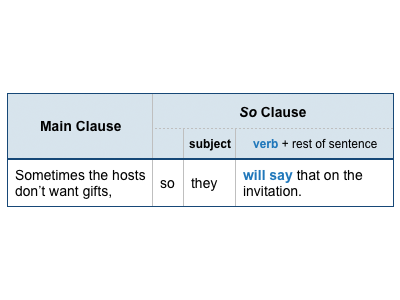 Main Clause
So Clause
subject
verb + rest of sentence
Sometimes the hosts
don't want gifts,
so
they
will say that on the
invitation.